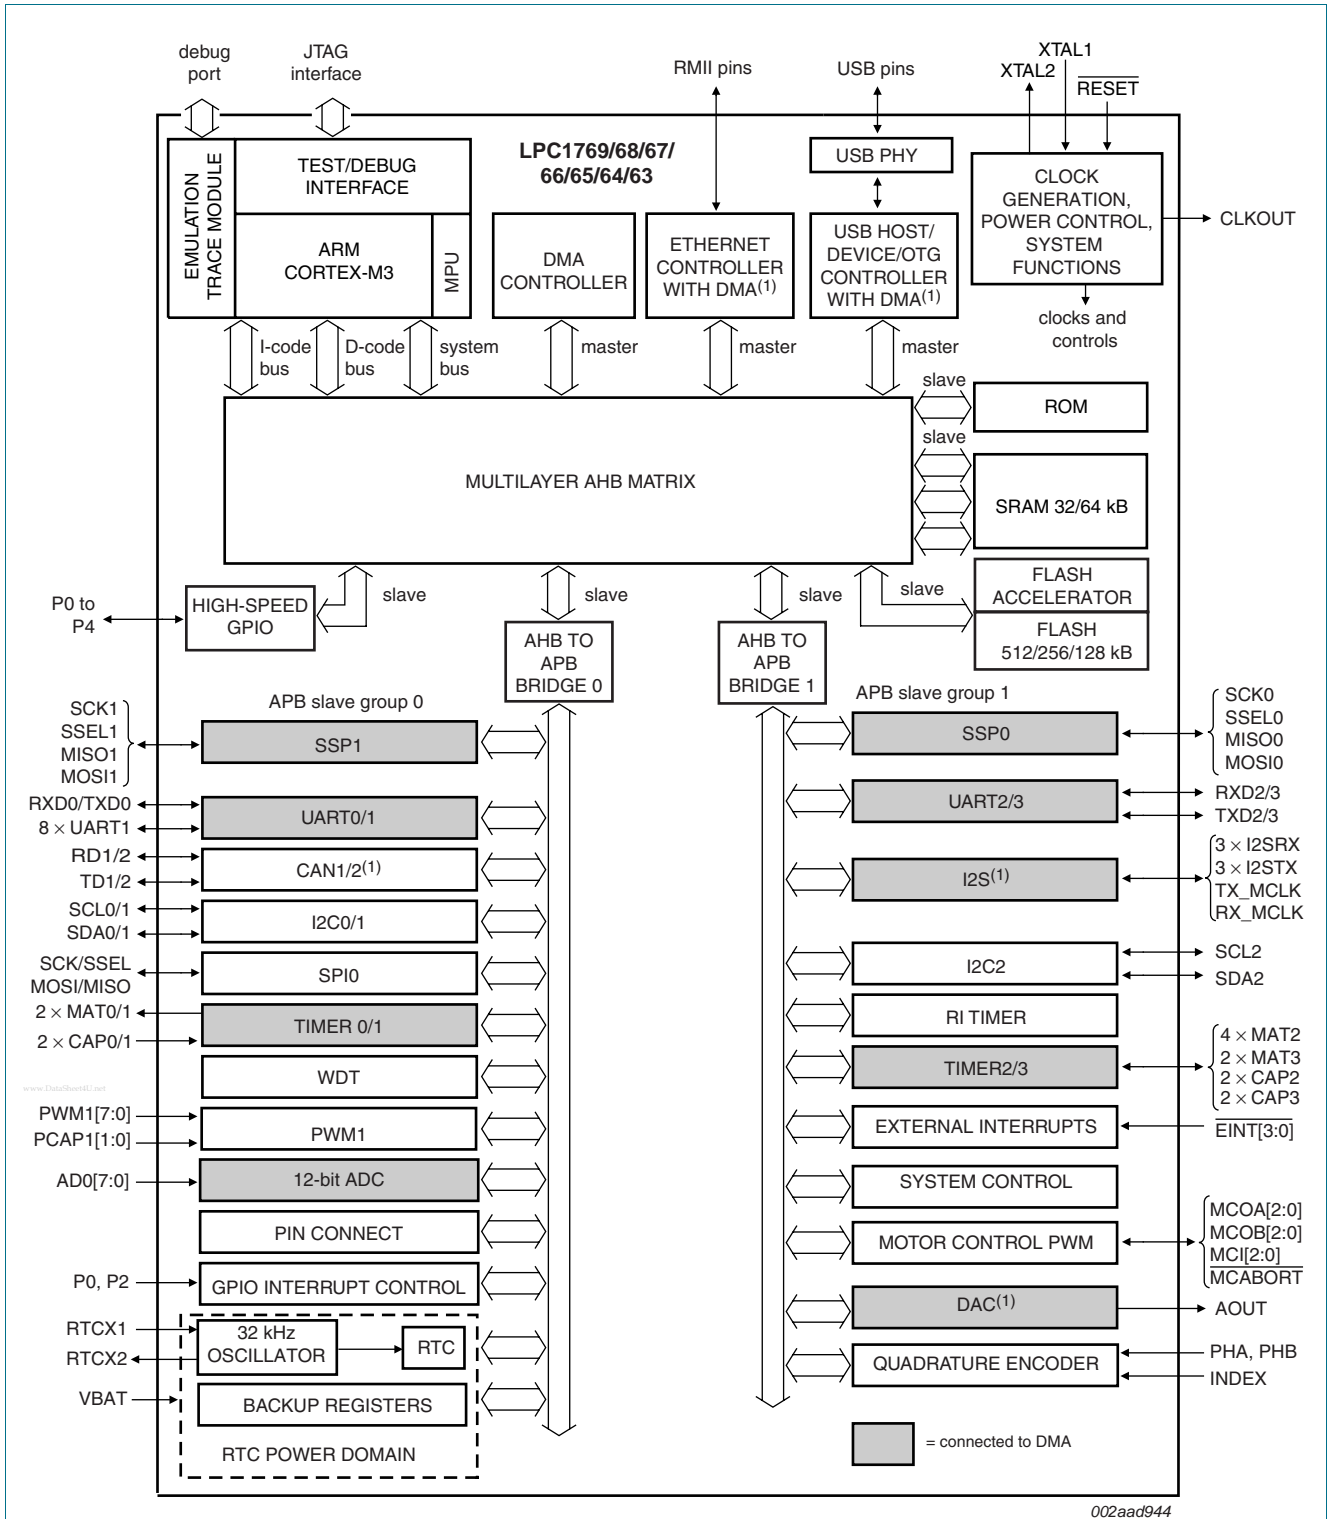 debug
port
JTAG
interface
RMII pins
USB pins
XTAL1
XTAL2
RESET
EMULATION
TRACE MODULE
TEST/DEBUG
INTERFACE
LPC1769/68/67/
66/65/64/63
USB PHY
CLOCK
GENERATION,
POWER CONTROL,
SYSTEM
FUNCTIONS
CLKOUT
ARM
CORTEX-M3
MPU
DMA
CONTROLLER
ETHERNET
CONTROLLER
WITH DMA(1)
USB HOST/
DEVICE/OTG
CONTROLLER
WITH DMA(1)
clocks and
controls
I-code
bus
D-code
bus
system
bus
master
master
master
slave
ROM
slave
MULTILAYER AHB MATRIX
SRAM 32/64 kB
P0 to
P4
HIGH-SPEED
GPIO
slave
slave
slave
slave
FLASH
ACCELERATOR
FLASH
512/256/128 kB
AHB TO
APB
BRIDGE 0
AHB TO
APB
BRIDGE 1
APB slave group 0
APB slave group 1
SCK1
SSEL1
MISO1
MOSI1
SSP1
SSP0
SCK0
SSEL0
MISO0
MOSI0
RXD0/TXD0
8 × UART1
UART0/1
UART2/3
RXD2/3
TXD2/3
RD1/2
TD1/2
CAN1/2(1)
I2S(1)
3 × I2SRX
3 × I2STX
TX_MCLK
RX_MCLK
SCL0/1
SDA0/1
I2C0/1
SCK/SSEL
MOSI/MISO
SPI0
I2C2
SCL2
SDA2
2 × MAT0/1
2 × CAP0/1
TIMER 0/1
RI TIMER
WDT
TIMER2/3
4 × MAT2
2 × MAT3
2 × CAP2
2 × CAP3
www.DataSheet4U.net
PWM1[7:0]
PCAP1[1:0]
PWM1
EXTERNAL INTERRUPTS
EINT[3:0]
AD0[7:0]
12-bit ADC
SYSTEM CONTROL
PIN CONNECT
MOTOR CONTROL PWM
MCOA[2:0]
MCOB[2:0]
MCI[2:0]
MCABORT
P0, P2
GPIO INTERRUPT CONTROL
DAC(1)
AOUT
RTCX1
RTCX2
32 kHz
OSCILLATOR
RTC
QUADRATURE ENCODER
PHA, PHB
INDEX
VBAT
BACKUP REGISTERS
RTC POWER DOMAIN
= connected to DMA
002aad944